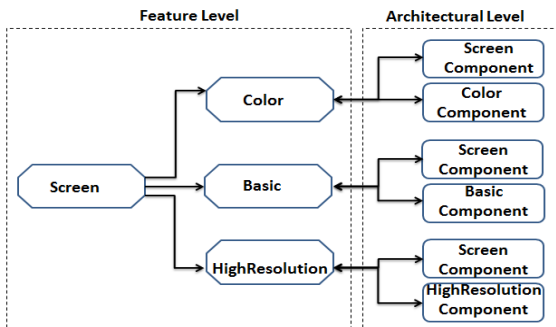 Feature Level
Architectural Level
Screen
Component
Color
Color
Component
Screen
Component
Screen
Basic
Basic
Component
Screen
Component
HighResolution
HighResolution
Component